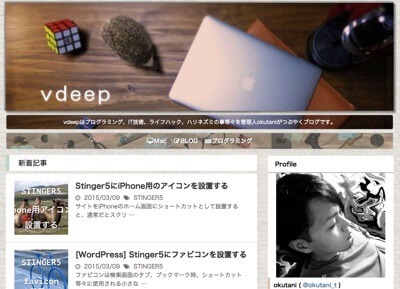 vdeep
vdeepはプログラミング、IT技術、ライフハック、ハリネズミの事等々を管理人okutaniがつぶやくブログです。
Mac BLOG プログラミング
新着記事
STINGER5
iPhone用アイコン
設置する
Stinger5にiPhone用のアイコンを設置する
2015/03/09 STINGER5
サイトをiPhoneのホーム画面にショートカットとして設置する
と、通常だとスクリ …
STINGER5
favicon
[WordPress] Stinger5にファビコンを設置する
2015/03/09 STINGER5
ファビコンは検索画面のタブ、ブックマーク時、ショートカット
等々に使用される小さな …
Profile
okutani ( @okutani_t )